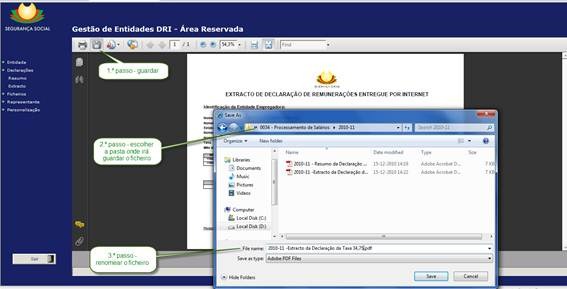 SEGURANÇA SOCIAL
Gestão de Entidades DRI - Área Reservada
1 / 1
54,3%
Find
Entidade
Declarações
Resumo
Extracto
Ficheiros
Representante
Personalização
Sair
1.º passo - guardar
EXTRACTO DE DECLARAÇÃO DE REMUNERAÇÕES ENTREGUE POR INTERNET
Identificação da Entidade Empregadora:
2.º passo - escolher
a pasta onde irá
guardar o ficheiro
Save As
0036 - Processamento de Salários
2010-11
Search 2010-11
Organize
New folder
Name
Date modified
Type
Size
Libraries
2010-11 - Resumo da Declaração
15-12-2010 14:19
Adobe Acrobat D...
7 KB
Documents
2010-11 -Extracto da Declaração d...
15-12-2010 14:22
Adobe Acrobat D...
7 KB
Music
Pictures
Videos
Computer
Local Disk (C:)
Local Disk (D:)
3.º passo -
renomear o ficheiro
File name:
2010-11 -Extracto da Declaração da Taxa 34,75.pdf
Save as type:
Adobe PDF Files
Hide Folders
Save
Cancel